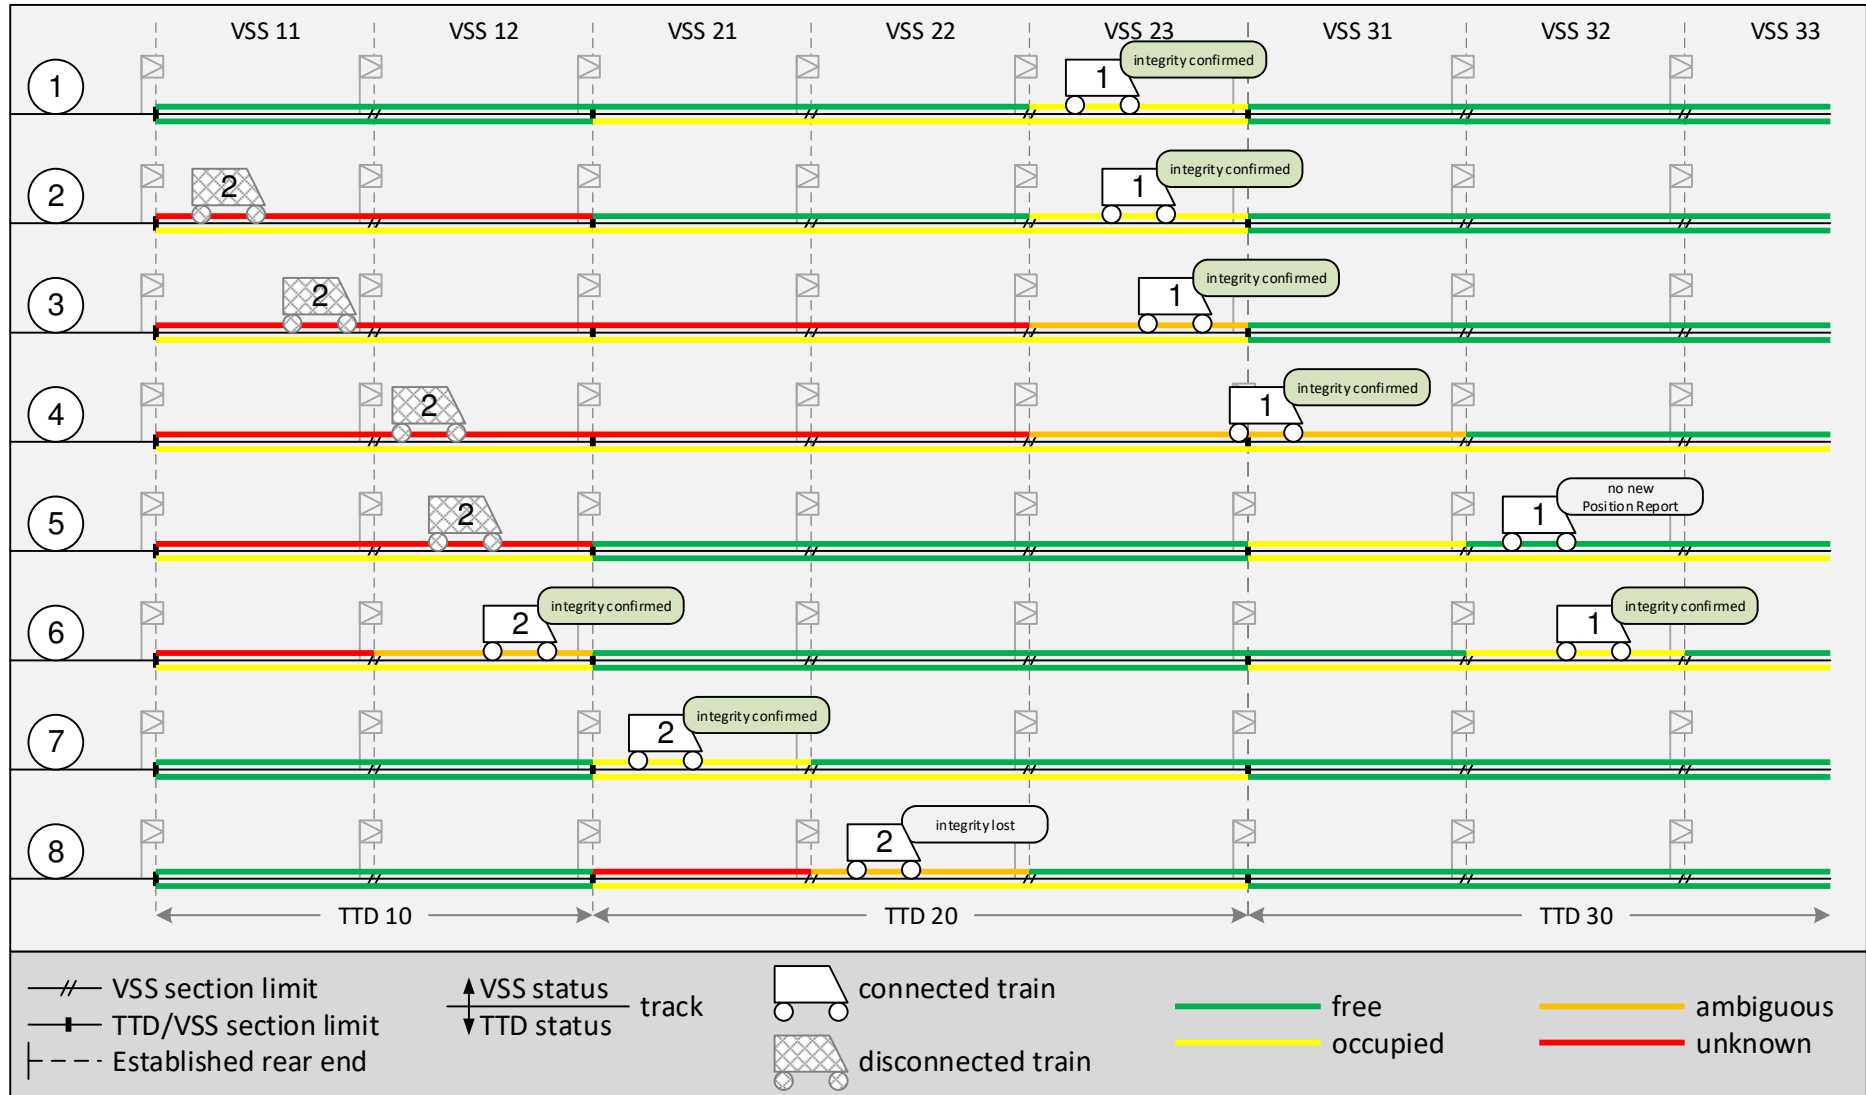 VSS 11 VSS 12 VSS 21 VSS 22 VSS 23 VSS 31 VSS 32 VSS 33
1 1 integrity confirmed
2 2 1 integrity confirmed
3 2 1 integrity confirmed
4 2 1 integrity confirmed
5 2 1 no new
Position Report
6 2 integrity confirmed 1 integrity confirmed
7 2 integrity confirmed
8 2 integrity lost
TTD 10 TTD 20 TTD 30
VSS section limit
TTD/VSS section limit
Established rear end
VSS status
TTD status
track
connected train
disconnected train
free
occupied
ambiguous
unknown